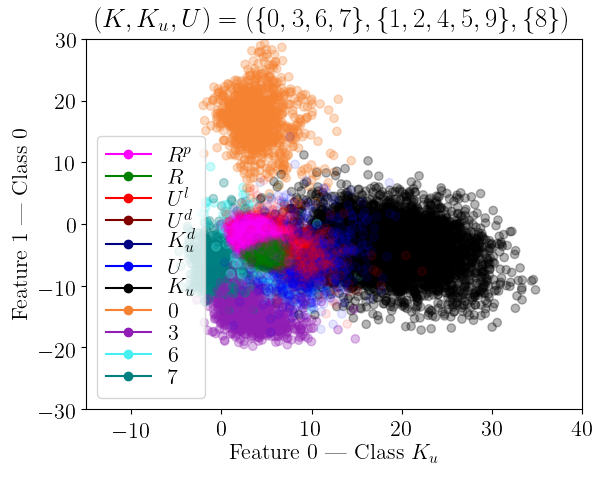 (K, K_u, U) = ({0, 3, 6, 7}, {1, 2, 4, 5, 9}, {8})
30
20
10
0
−10
−20
−30
Feature 1 — Class 0
R^p
R
U^l
U^d
K_u^d
U
K_u
0
3
6
7
−10 0 10 20 30 40
Feature 0 — Class K_u